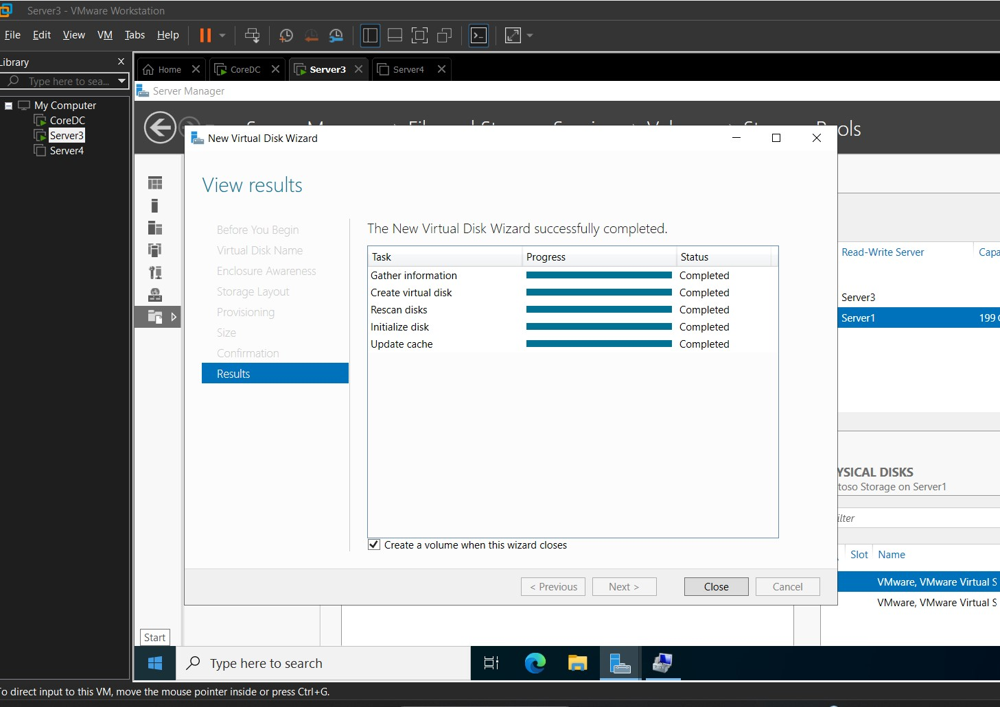 Server3 - VMware Workstation
File Edit View VM Tabs Help
Library
Type here to sea...
My Computer
CoreDC
Server3
Server4
Home
CoreDC
Server3
Server4
Server Manager
ols
New Virtual Disk Wizard
View results
Before You Begin
Virtual Disk Name
Enclosure Awareness
Storage Layout
Provisioning
Size
Confirmation
Results
The New Virtual Disk Wizard successfully completed.
Task Progress Status
Gather information Completed
Create virtual disk Completed
Rescan disks Completed
Initialize disk Completed
Update cache Completed
Create a volume when this wizard closes
< Previous Next > Close Cancel
Read-Write Server Capa
Server3
Server1 199
YSICAL DISKS
toso Storage on Server1
ilter
Slot Name
VMware, VMware Virtual S
VMware, VMware Virtual S
Start
Type here to search
To direct input to this VM, move the mouse pointer inside or press Ctrl+G.